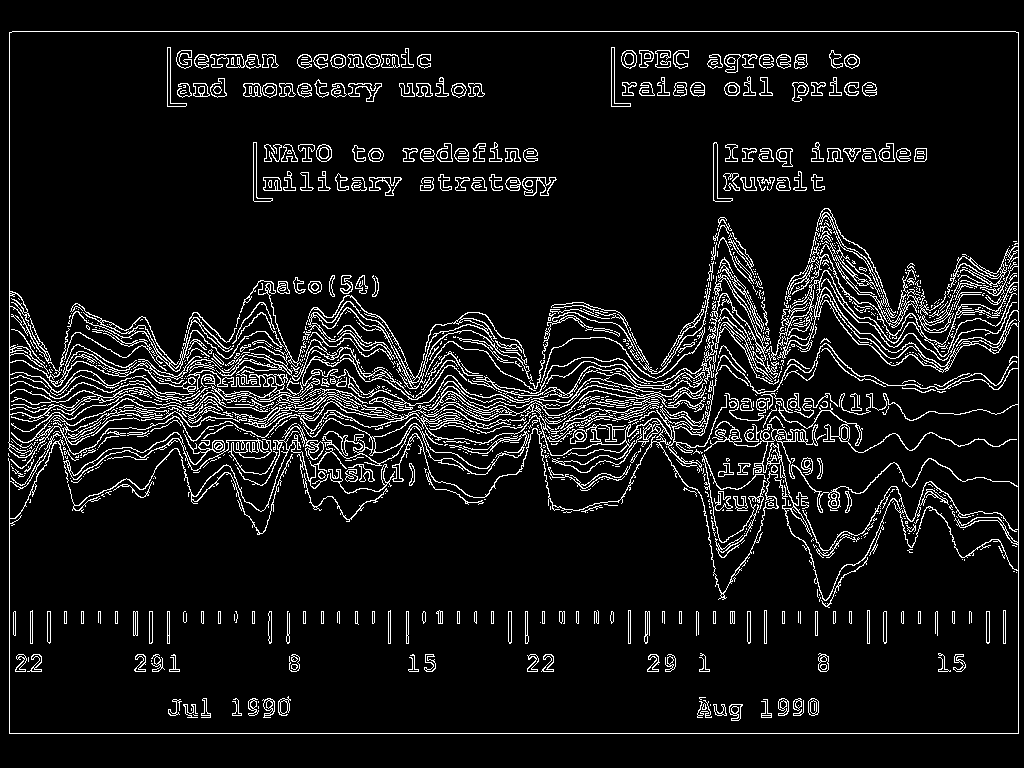 German economic
and monetary union
OPEC agrees to
raise oil price
NATO to redefine
military strategy
Iraq invades
Kuwait
nato(54)
germany(36)
baghdad(11)
communist(5)
oil(12)
saddam(10)
bush(1)
iraq(9)
kuwait(8)
22 29 1 8 15 22 29 1 8 15
Jul 1990 Aug 1990